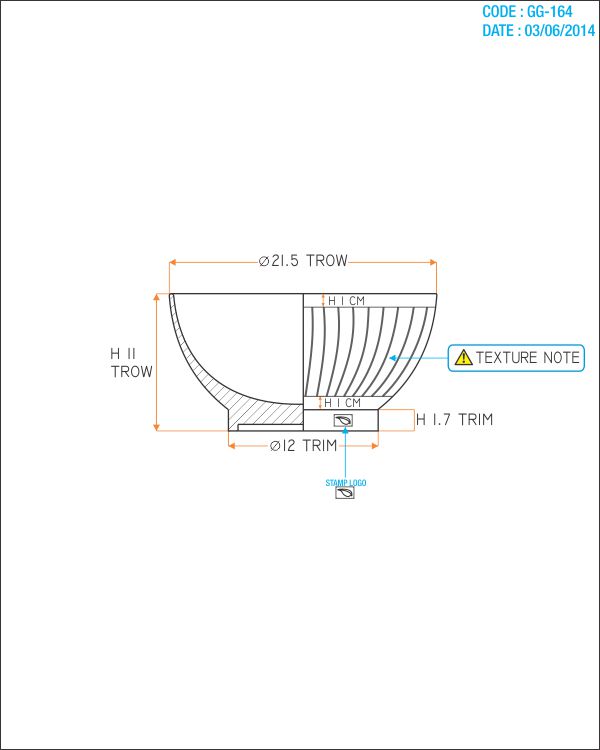 CODE : GG-164
DATE : 03/06/2014
Ø21.5 TROW
H 1 CM
H 11
TROW
TEXTURE NOTE
H 1 CM
H 1.7 TRIM
Ø12 TRIM
STAMP LOGO